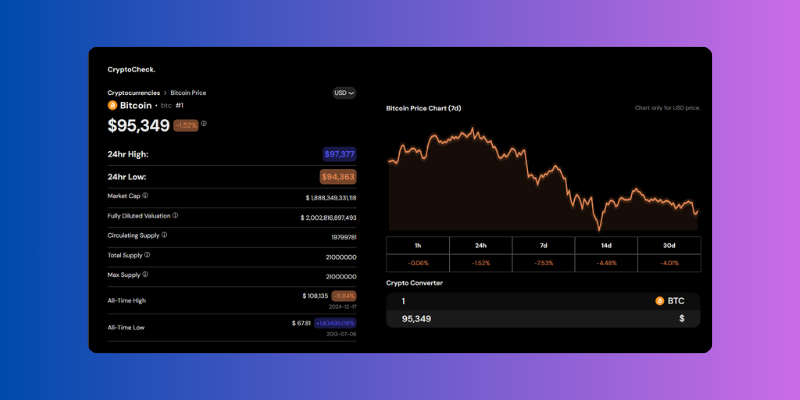 CryptoCheck.
Cryptocurrencies > Bitcoin Price
USD
Bitcoin • btc #1
$95,349 -1.52%
24hr High: $97,377
24hr Low: $94,363
Market Cap $ 1,888,349,331,118
Fully Diluted Valuation $ 2,002,816,897,493
Circulating Supply 19799781
Total Supply 21000000
Max Supply 21000000
All-Time High $ 108,135 -11.84%
2024-12-17
All-Time Low $ 67.81
2013-07-06
Bitcoin Price Chart (7d)
Chart only for USD price.
1h 24h 7d 14d 30d
-0.06% -1.52% -7.53% -4.48% -4.01%
Crypto Converter
1 BTC
95,349 $